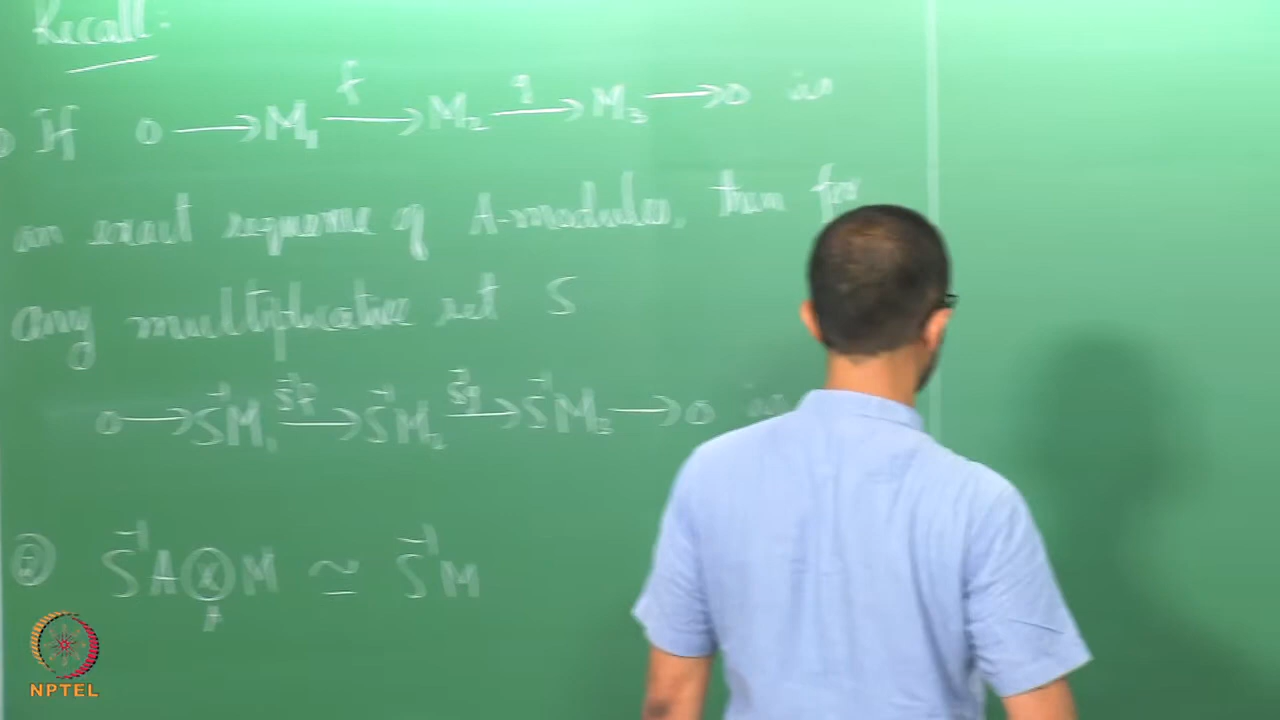 Recall:
If 0 → M₁ →^f M₂ →^g M₃ → 0 is
an exact sequence of A-modules, then for
any multiplicative set S
0 → S⁻¹M₁ →^{S⁻¹f} S⁻¹M₂ →^{S⁻¹g} S⁻¹M₃ → 0 is
② S⁻¹A ⊗_A M ≃ S⁻¹M
NPTEL